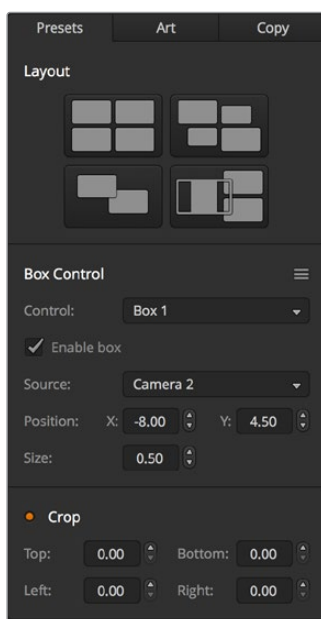 Presets Art Copy
Layout
Box Control
Control: Box 1
Enable box
Source: Camera 2
Position: X: -8.00 Y: 4.50
Size: 0.50
Crop
Top: 0.00 Bottom: 0.00
Left: 0.00 Right: 0.00